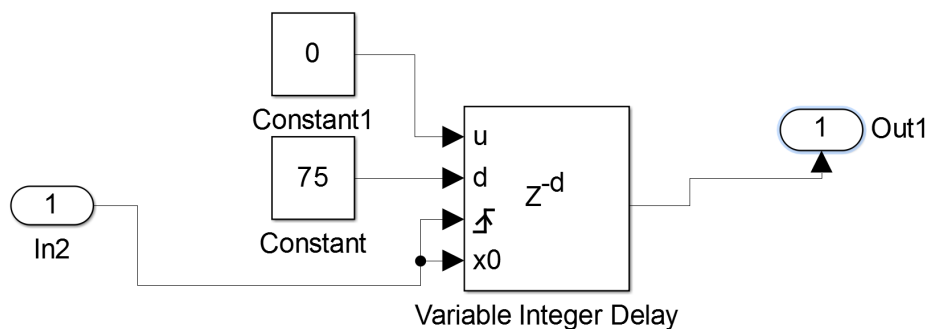 0
Constant1
75
Constant
1
In2
u
d
x0
z-d
Variable Integer Delay
1
Out1